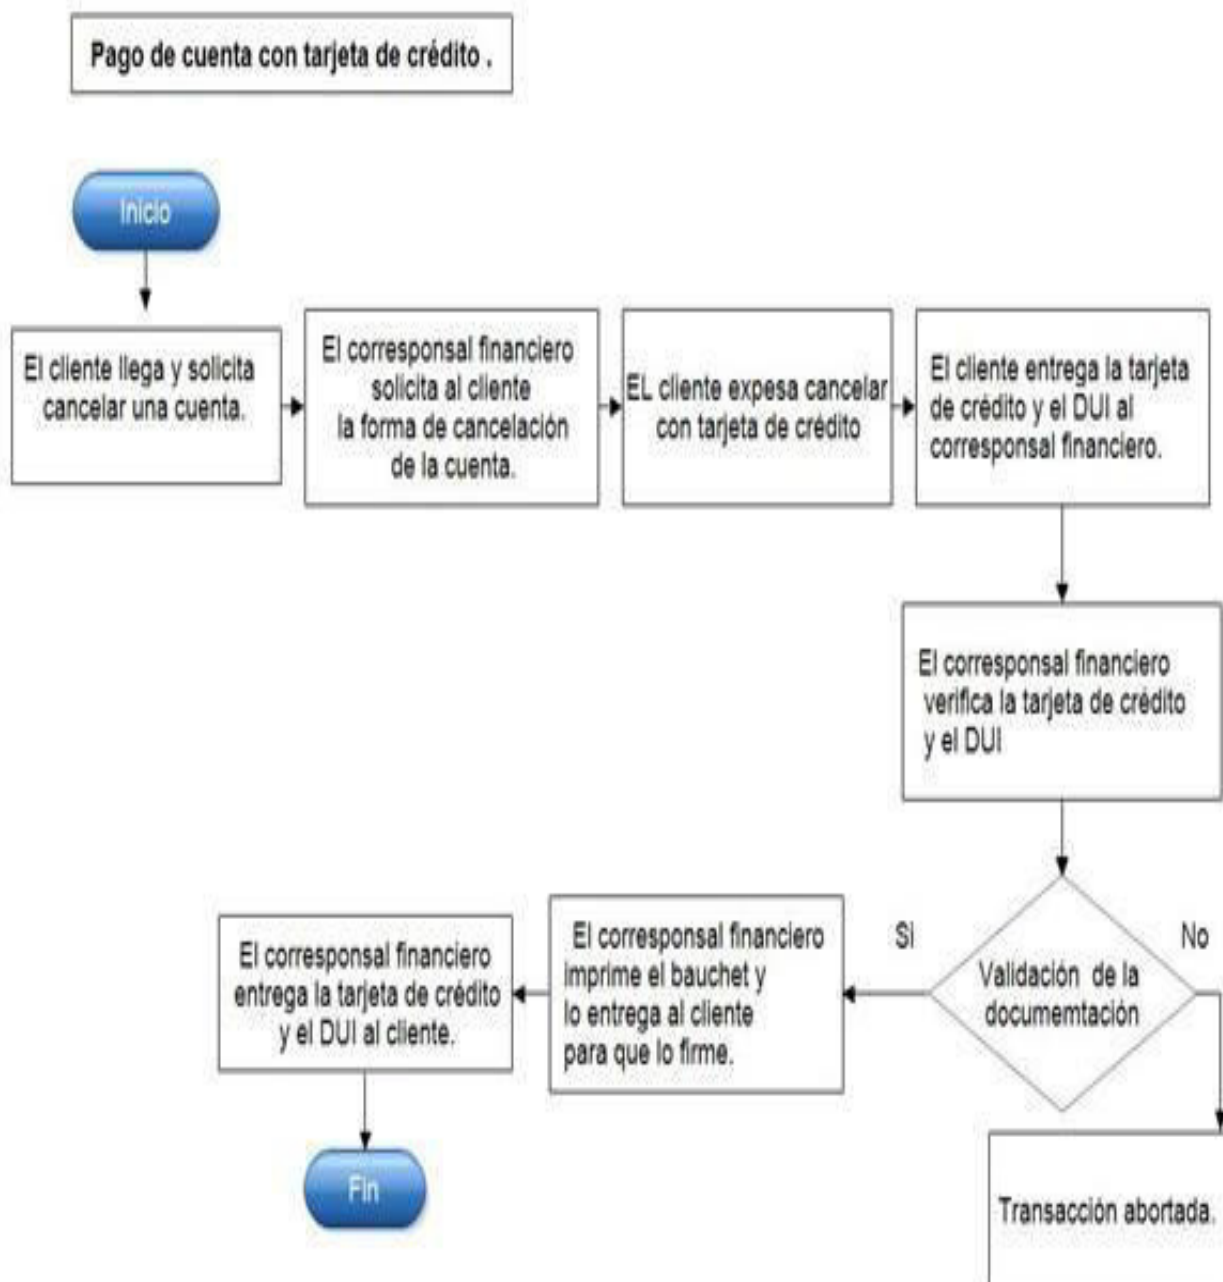 Pago de cuenta con tarjeta de crédito .
Inicio
El cliente llega y solicita
cancelar una cuenta.
El corresponsal financiero
solicita al cliente
la forma de cancelación
de la cuenta.
EL cliente expesa cancelar
con tarjeta de crédito
El cliente entrega la tarjeta
de crédito y el DUI al
corresponsal financiero.
El corresponsal financiero
verifica la tarjeta de crédito
y el DUI
Validación de la
documemtación
Si
No
El corresponsal financiero
imprime el bauchet y
lo entrega al cliente
para que lo firme.
El corresponsal financiero
entrega la tarjeta de crédito
y el DUI al cliente.
Fin
Transacción abortada.